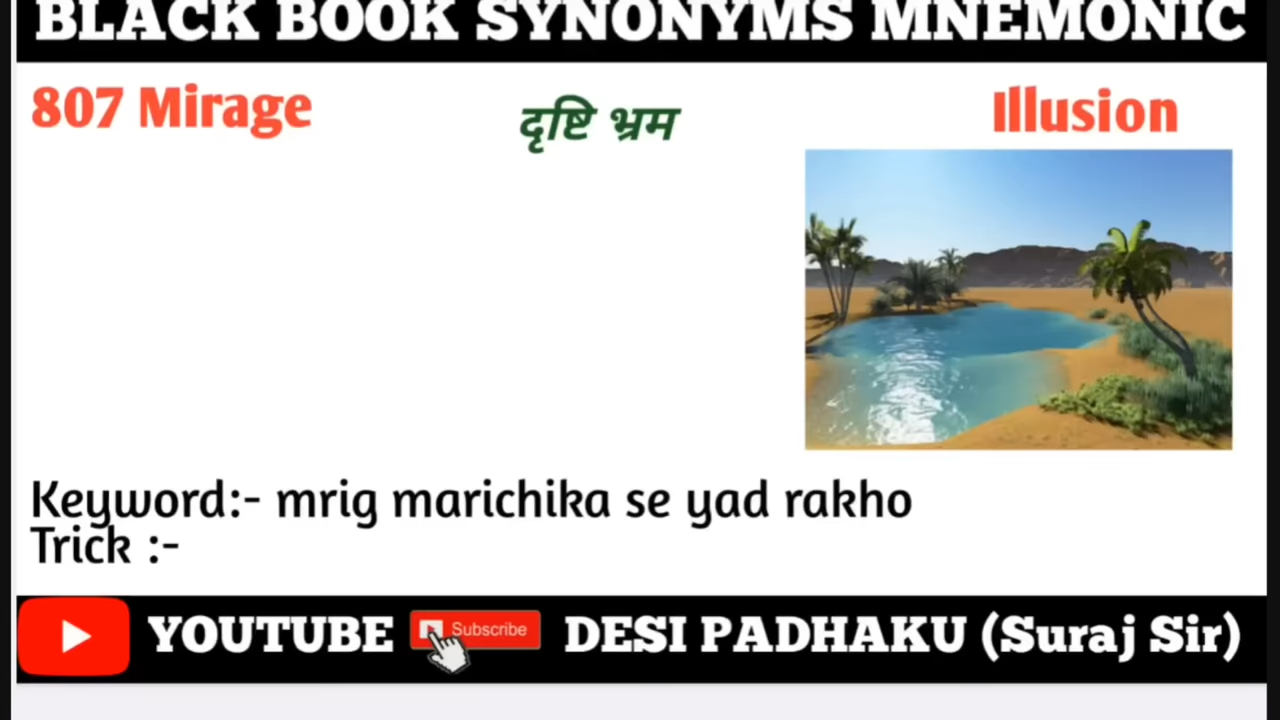 BLACK BOOK SYNONYMS MNEMONIC
807 Mirage दृष्टि भ्रम Illusion
Keyword:- mrig marichika se yad rakho
Trick :-
YOUTUBE Subscribe DESI PADHAKU (Suraj Sir)